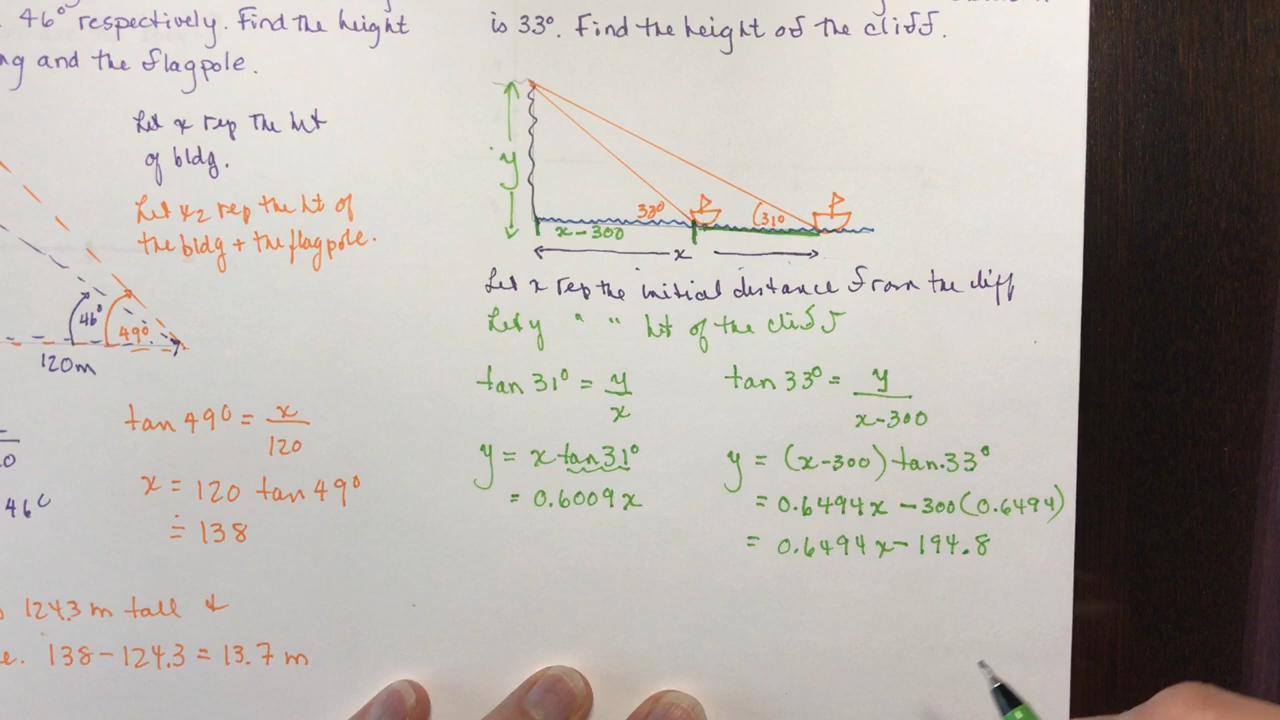 46° respectively. Find the height
ng and the flagpole.
Let x rep the ht
of bldg.
Let x2 rep the ht of
the bldg + the flagpole.
46°
49°
120m
tan 49° = x
120
x = 120 tan 49°
≐ 138
46°
124.3 m tall &
e. 138 - 124.3 = 13.7 m
is 33°. Find the height of the cliff.
y
33°
31°
x - 300
x
Let x rep the initial distance from the cliff
Let y " " ht of the cliff
tan 31° = y
x
y = x tan 31°
= 0.6009x
tan 33° = y
x - 300
y = (x-300) tan 33°
= 0.6494x - 300(0.6494)
= 0.6494x - 194.8